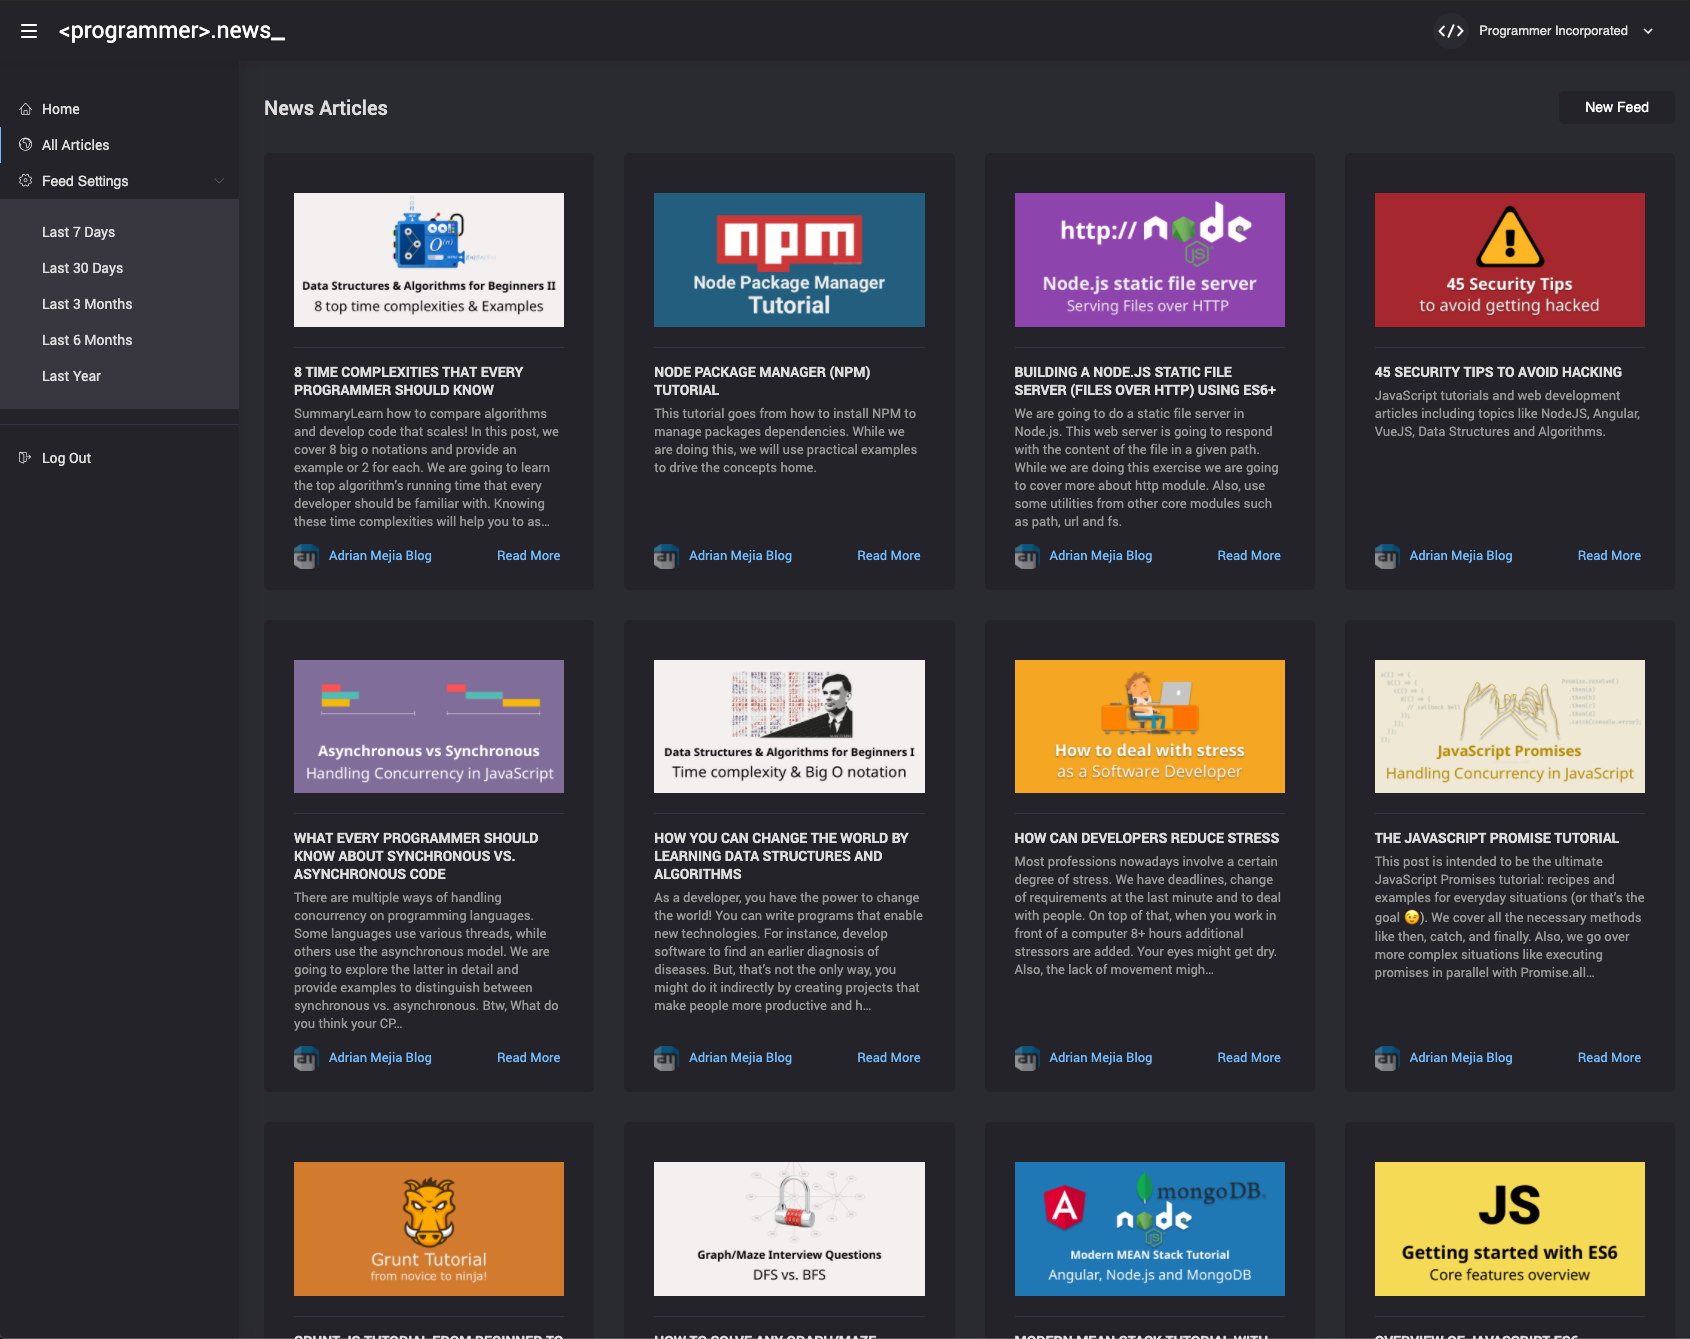 <programmer>.news_
Programmer Incorporated
Home
All Articles
Feed Settings
Last 7 Days
Last 30 Days
Last 3 Months
Last 6 Months
Last Year
Log Out
News Articles
New Feed
O(n)
Data Structures & Algorithms for Beginners II
8 top time complexities & Examples
8 TIME COMPLEXITIES THAT EVERY
PROGRAMMER SHOULD KNOW
SummaryLearn how to compare algorithms
and develop code that scales! In this post, we
cover 8 big o notations and provide an
example or 2 for each. We are going to learn
the top algorithm's running time that every
developer should be familiar with. Knowing
these time complexities will help you to as...
Adrian Mejia Blog
Read More
npm
Node Package Manager
Tutorial
NODE PACKAGE MANAGER (NPM)
TUTORIAL
This tutorial goes from how to install NPM to
manage packages dependencies. While we
are doing this, we will use practical examples
to drive the concepts home.
Adrian Mejia Blog
Read More
http:// node
JS
Node.js static file server
Serving Files over HTTP
BUILDING A NODE.JS STATIC FILE
SERVER (FILES OVER HTTP) USING ES6+
We are going to do a static file server in
Node.js. This web server is going to respond
with the content of the file in a given path.
While we are doing this exercise we are going
to cover more about http module. Also, use
some utilities from other core modules such
as path, url and fs.
Adrian Mejia Blog
Read More
45 Security Tips
to avoid getting hacked
45 SECURITY TIPS TO AVOID HACKING
JavaScript tutorials and web development
articles including topics like NodeJS, Angular,
VueJS, Data Structures and Algorithms.
Adrian Mejia Blog
Read More
Asynchronous vs Synchronous
Handling Concurrency in JavaScript
WHAT EVERY PROGRAMMER SHOULD
KNOW ABOUT SYNCHRONOUS VS.
ASYNCHRONOUS CODE
There are multiple ways of handling
concurrency on programming languages.
Some languages use various threads, while
others use the asynchronous model. We are
going to explore the latter in detail and
provide examples to distinguish between
synchronous vs. asynchronous. Btw, What do
you think your CP...
Adrian Mejia Blog
Read More
Data Structures & Algorithms for Beginners I
Time complexity & Big O notation
HOW YOU CAN CHANGE THE WORLD BY
LEARNING DATA STRUCTURES AND
ALGORITHMS
As a developer, you have the power to change
the world! You can write programs that enable
new technologies. For instance, develop
software to find an earlier diagnosis of
diseases. But, that's not the only way, you
might do it indirectly by creating projects that
make people more productive and h...
Adrian Mejia Blog
Read More
How to deal with stress
as a Software Developer
HOW CAN DEVELOPERS REDUCE STRESS
Most professions nowadays involve a certain
degree of stress. We have deadlines, change
of requirements at the last minute and to deal
with people. On top of that, when you work in
front of a computer 8+ hours additional
stressors are added. Your eyes might get dry.
Also, the lack of movement migh...
Adrian Mejia Blog
Read More
JavaScript Promises
Handling Concurrency in JavaScript
THE JAVASCRIPT PROMISE TUTORIAL
This post is intended to be the ultimate
JavaScript Promises tutorial: recipes and
examples for everyday situations (or that's the
goal 😉). We cover all the necessary methods
like then, catch, and finally. Also, we go over
more complex situations like executing
promises in parallel with Promise.all...
Adrian Mejia Blog
Read More
Grunt Tutorial
from novice to ninja!
GRUNT JS TUTORIAL FROM BEGINNER TO
Graph/Maze Interview Questions
DFS vs. BFS
HOW TO SOLVE ANY GRAPH/MAZE
A
mongoDB.
node
JS
Modern MEAN Stack Tutorial
Angular, Node.js and MongoDB
MODERN MEAN STACK TUTORIAL WITH
JS
Getting started with ES6
Core features overview
OVERVIEW OF JAVASCRIPT ES6